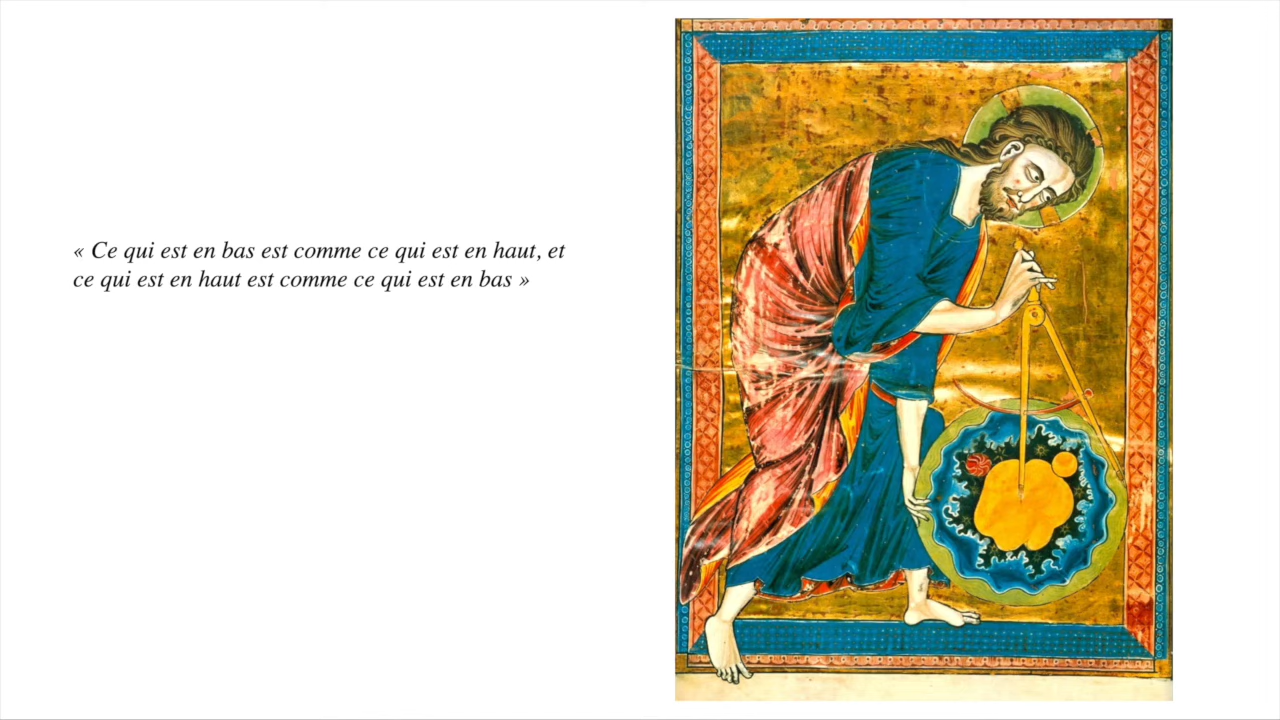 « Ce qui est en bas est comme ce qui est en haut, et
ce qui est en haut est comme ce qui est en bas »